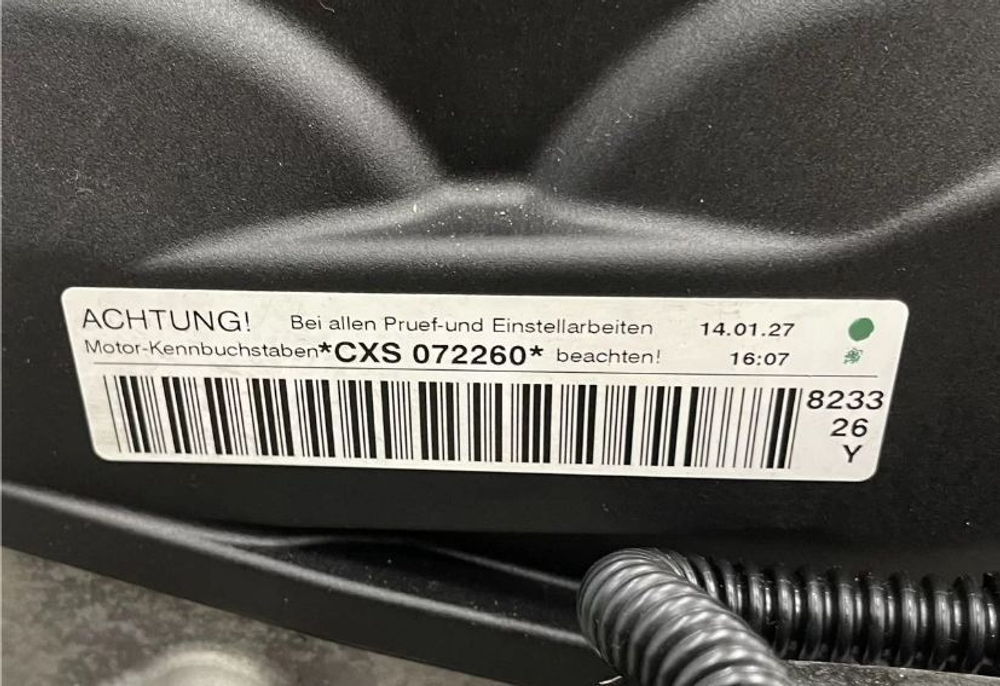 ACHTUNG! Bei allen Pruef-und Einstellarbeiten 14.01.27
Motor-Kennbuchstaben*CXS 072260* beachten! 16:07
8233
26
Y